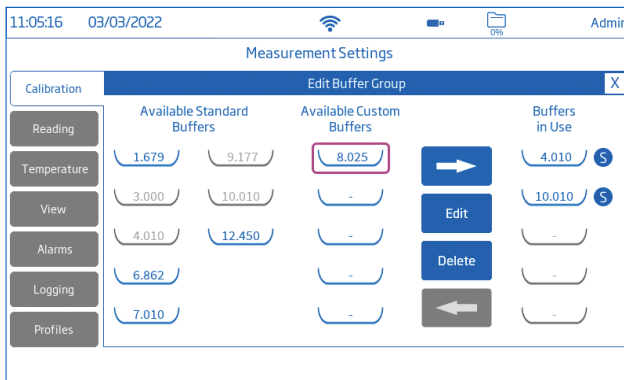 11:05:16 03/03/2022 0% Admin
Measurement Settings
Calibration
Edit Buffer Group X
Reading
Temperature
View
Alarms
Logging
Profiles
Available Standard
Buffers
Available Custom
Buffers
Buffers
in Use
1.679 9.177 8.025 4.010 S
3.000 10.010 - Edit 10.010 S
4.010 12.450 - Delete -
6.862 - -
7.010 - -